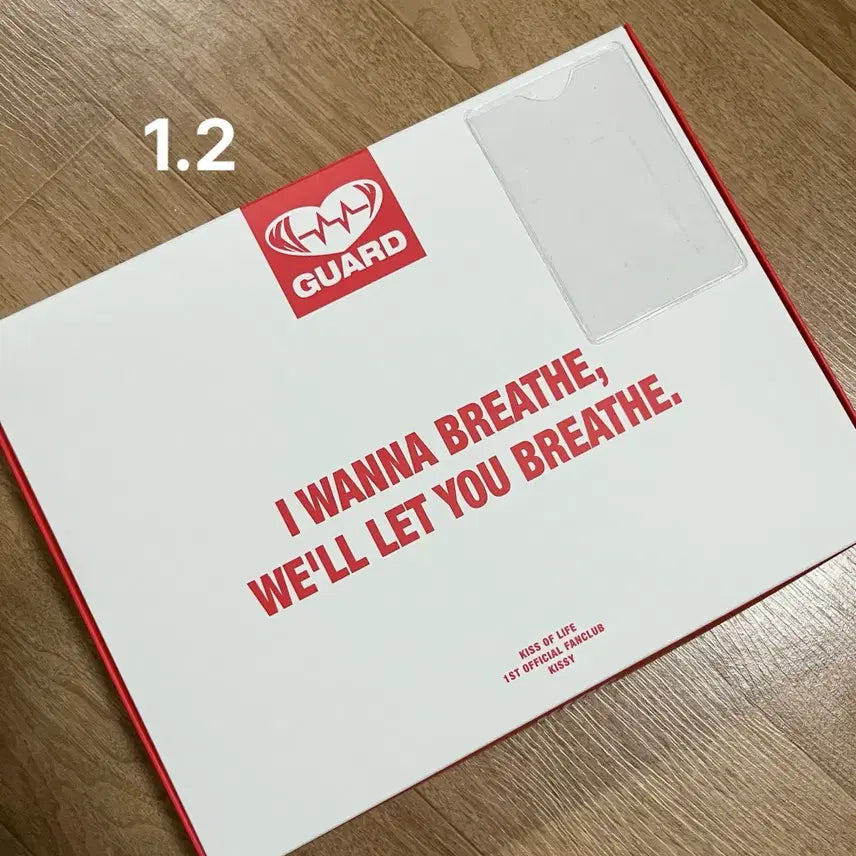 1.2
GUARD
I WANNA BREATHE,
WE'LL LET YOU BREATHE.
KISS OF LIFE
1ST OFFICIAL FANCLUB
KISSY